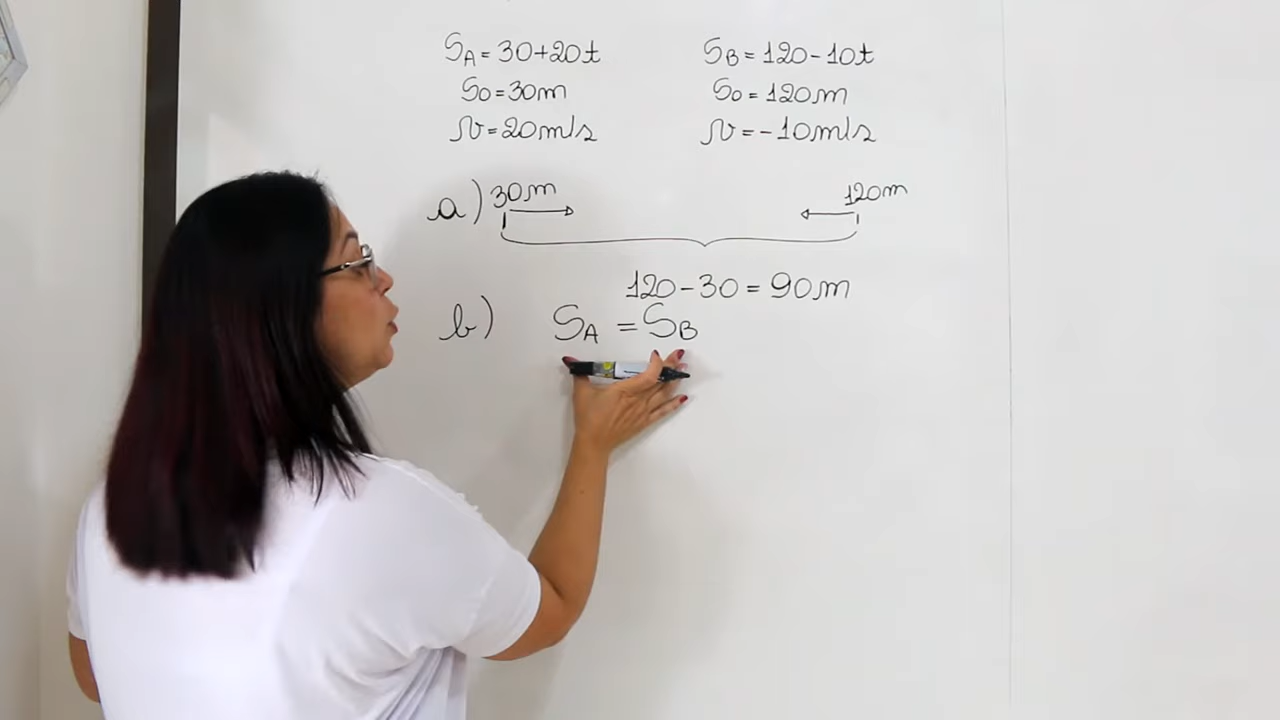 SA = 30+20t
SB = 120-10t
S0 = 30m
S0 = 120m
v = 20m/s
v = -10m/s
a) 30m 120m
120-30 = 90m
b) SA = SB